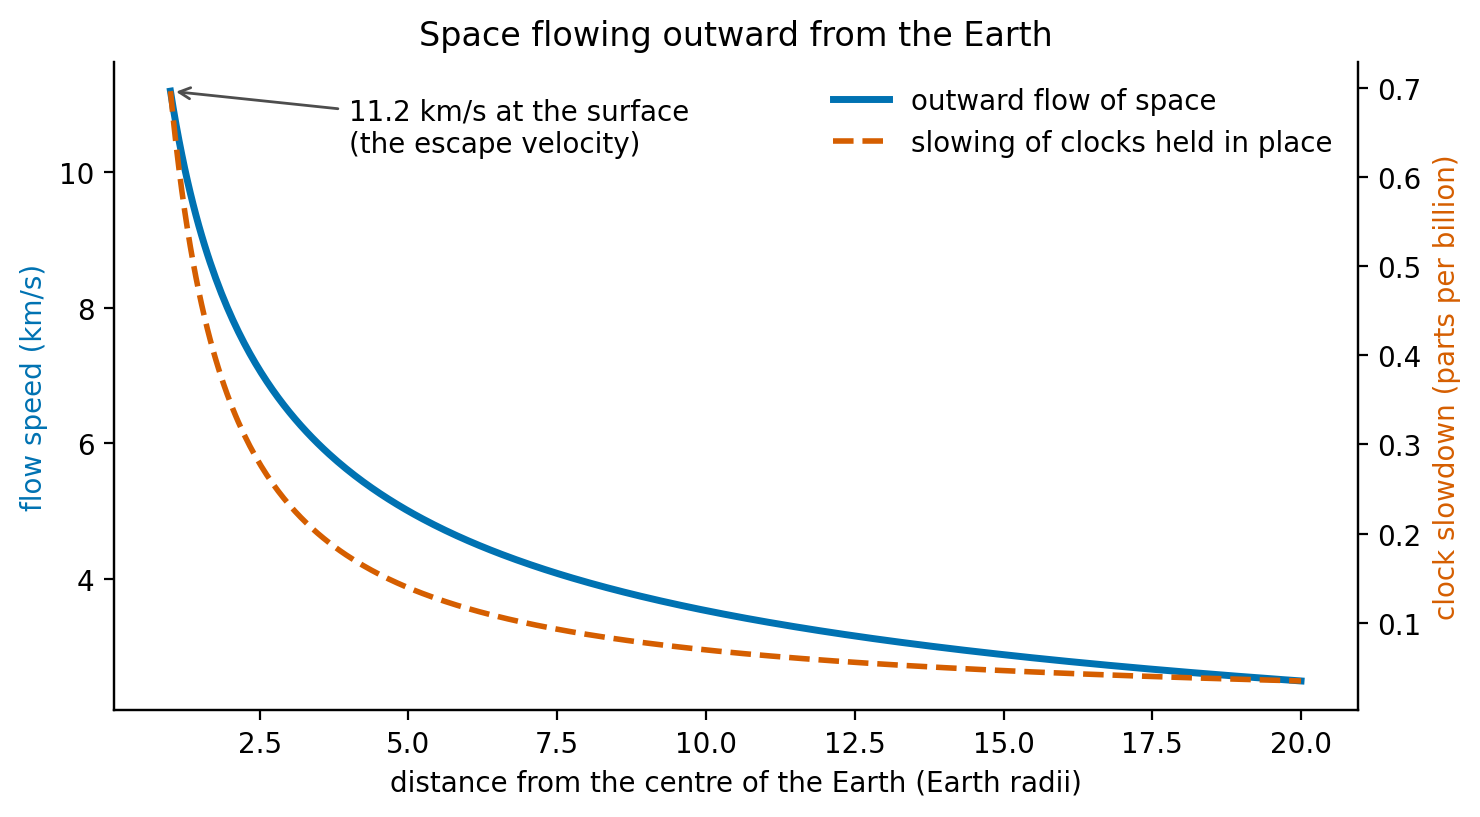 Space flowing outward from the Earth
11.2 km/s at the surface
(the escape velocity)
outward flow of space
slowing of clocks held in place
flow speed (km/s)
10
8
6
4
0.7
0.6
0.5
0.4
0.3
0.2
0.1
clock slowdown (parts per billion)
2.5 5.0 7.5 10.0 12.5 15.0 17.5 20.0
distance from the centre of the Earth (Earth radii)